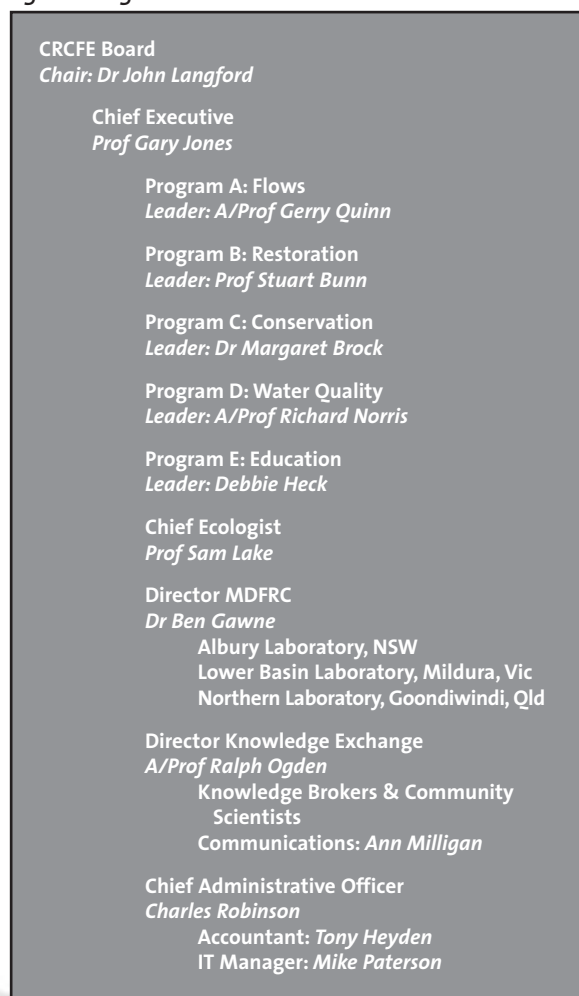 CRCFE Board
Chair: Dr John Langford
Chief Executive
Prof Gary Jones
Program A: Flows
Leader: A/Prof Gerry Quinn
Program B: Restoration
Leader: Prof Stuart Bunn
Program C: Conservation
Leader: Dr Margaret Brock
Program D: Water Quality
Leader: A/Prof Richard Norris
Program E: Education
Leader: Debbie Heck
Chief Ecologist
Prof Sam Lake
Director MDFRC
Dr Ben Gawne
Albury Laboratory, NSW
Lower Basin Laboratory, Mildura, Vic
Northern Laboratory, Goondiwindi, Qld
Director Knowledge Exchange
A/Prof Ralph Ogden
Knowledge Brokers & Community
Scientists
Communications: Ann Milligan
Chief Administrative Officer
Charles Robinson
Accountant: Tony Heyden
IT Manager: Mike Paterson